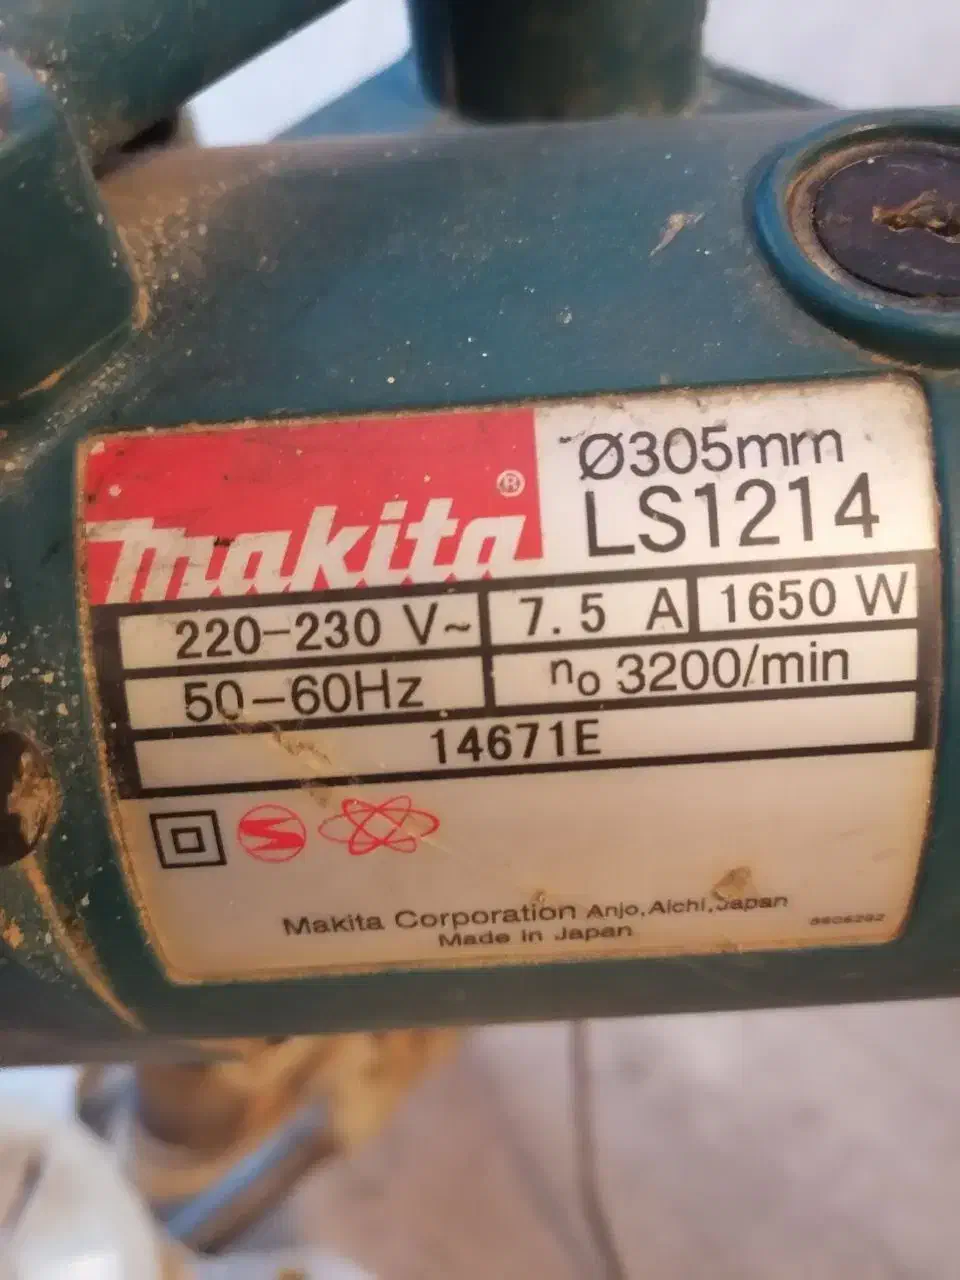 makita®
Ø305mm
LS1214
220-230 V~ 7.5 A 1650 W
50-60Hz n₀ 3200/min
14671E
Makita Corporation Anjo, Aichi, Japan
Made in Japan